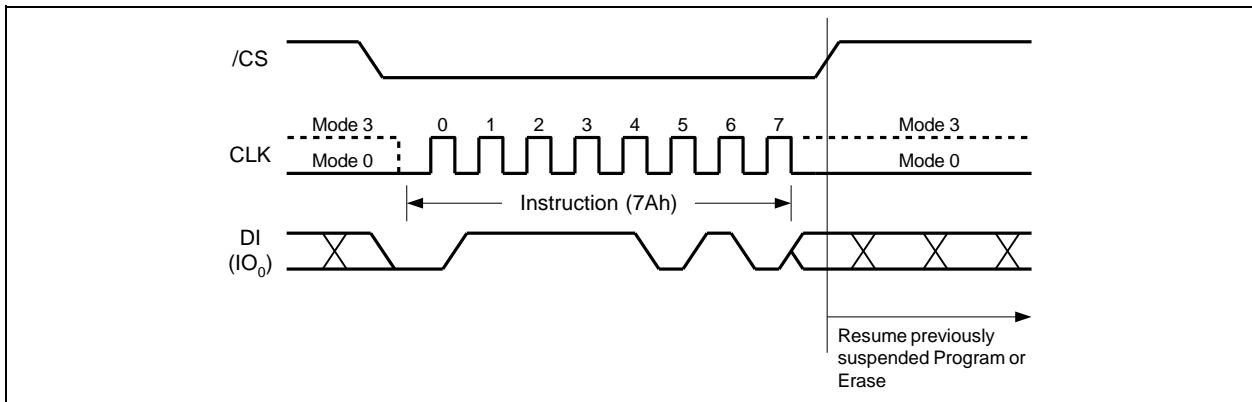 /CS
Mode 3
0 1 2 3 4 5 6 7
Mode 3
CLK
Mode 0
Mode 0
Instruction (7Ah)
DI
(IO0)
Resume previously
suspended Program or
Erase